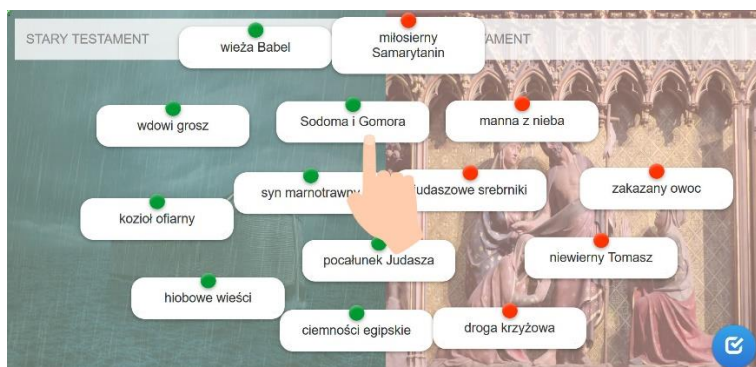 STARY TESTAMENT
wieża Babel
miłosierny
Samarytanin
TAMENT
wdowi grosz
Sodoma i Gomora
manna z nieba
syn marnotrawny
judaszowe srebrniki
zakazany owoc
kozioł ofiarny
pocałunek Judasza
niewierny Tomasz
hiobowe wieści
ciemności egipskie
droga krzyżowa